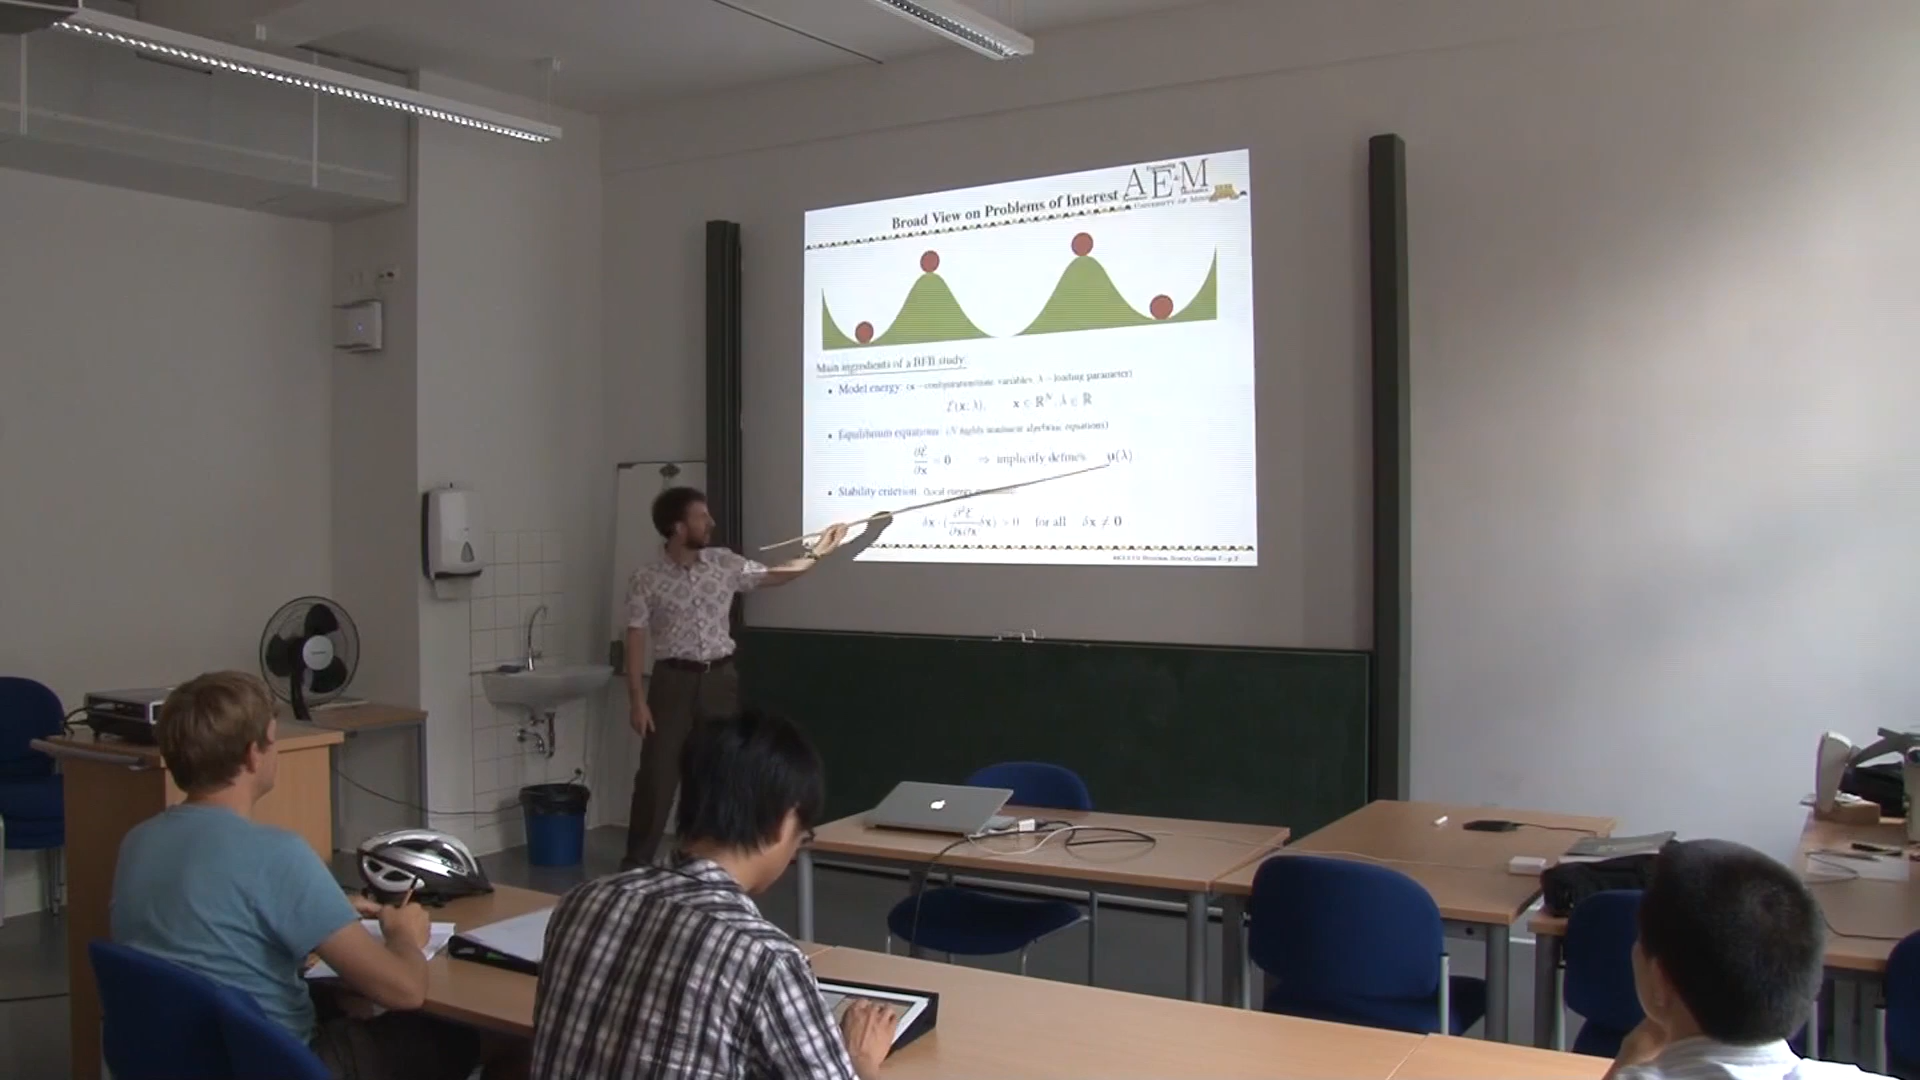 AEM
UNIVERSITY OF
Broad View on Problems of Interest
Main ingredients of a BFB study:
• Model energy: (x – configuration/state variables, λ – loading parameter)
ℰ(x; λ), x ∈ ℝᴺ, λ ∈ ℝ
• Equilibrium equations: (N highly nonlinear algebraic equations)
∂ℰ/∂x = 0 ⇒ implicitly defines y(λ)
• Stability criterion: (local energy
δx · (∂²ℰ/∂x∂x δx) > 0 for all δx ≠ 0